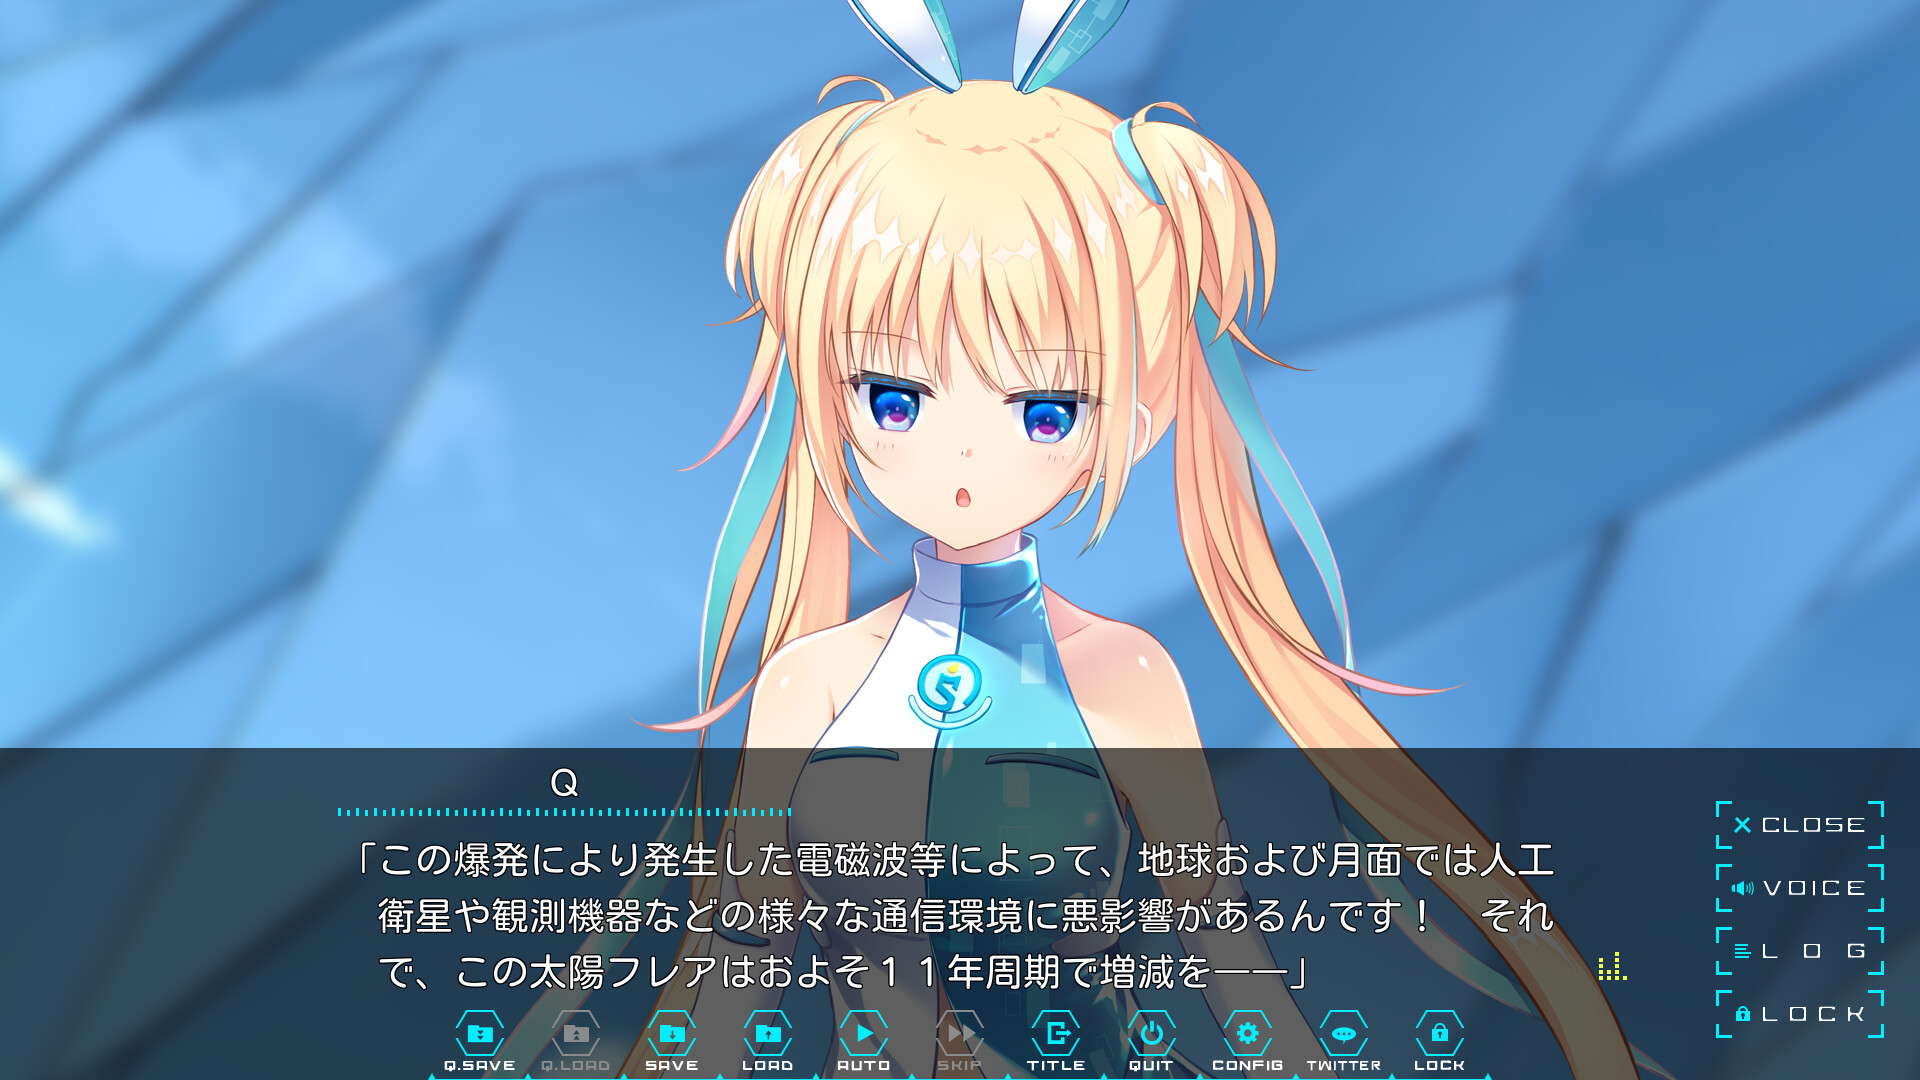 Q
「この爆発により発生した電磁波等によって、地球および月面では人工
衛星や観測機器などの様々な通信環境に悪影響があるんです！　それ
で、この太陽フレアはおよそ１１年周期で増減を――」
CLOSE
VOICE
LOG
LOCK
Q.SAVE Q.LOAD SAVE LOAD AUTO SKIP TITLE QUIT CONFIG TWITTER LOCK